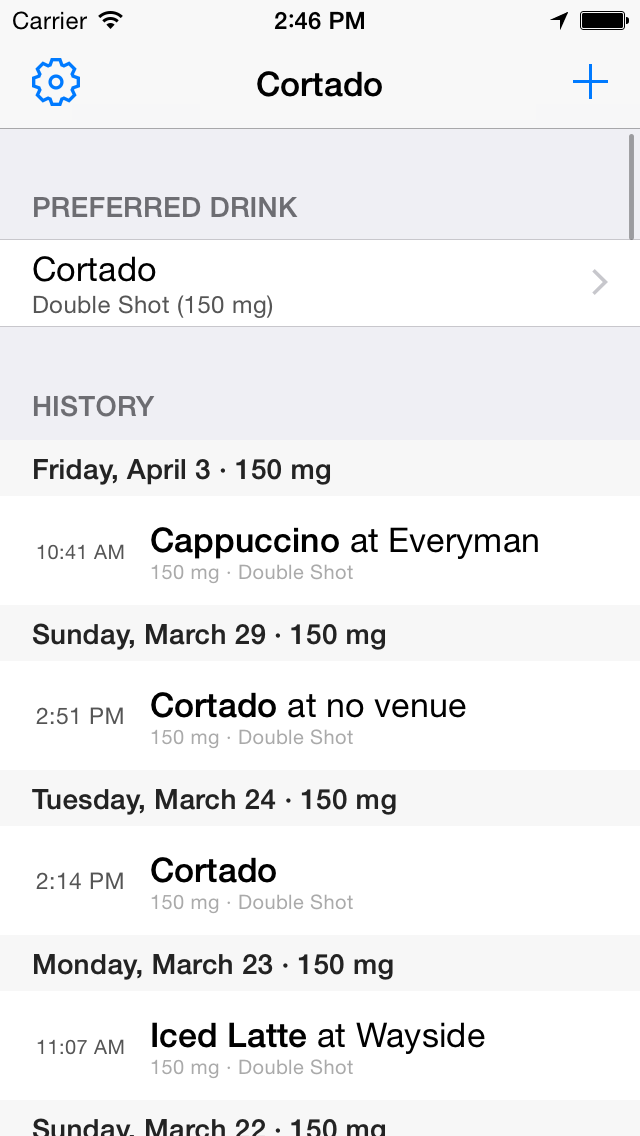 Carrier 2:46 PM
Cortado
PREFERRED DRINK
Cortado
Double Shot (150 mg)
HISTORY
Friday, April 3 · 150 mg
10:41 AM Cappuccino at Everyman
150 mg · Double Shot
Sunday, March 29 · 150 mg
2:51 PM Cortado at no venue
150 mg · Double Shot
Tuesday, March 24 · 150 mg
2:14 PM Cortado
150 mg · Double Shot
Monday, March 23 · 150 mg
11:07 AM Iced Latte at Wayside
150 mg · Double Shot
Sunday, March 22 · 150 mg